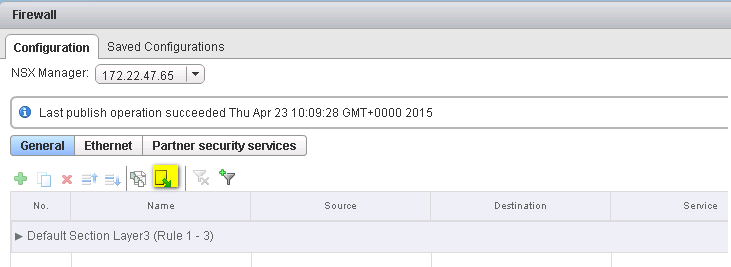 Firewall
Configuration Saved Configurations
NSX Manager: 172.22.47.65
Last publish operation succeeded Thu Apr 23 10:09:28 GMT+0000 2015
General Ethernet Partner security services
No. Name Source Destination Service
Default Section Layer3 (Rule 1 - 3)